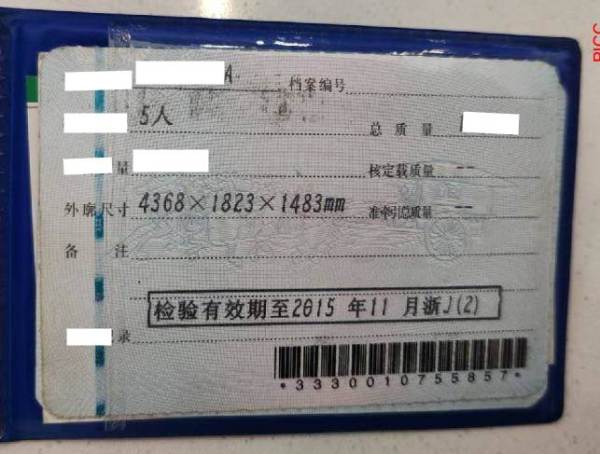 A 档案编号
5人 总质量
量 核定载质量 --
外廓尺寸 4368×1823×1483mm 准牵引总质量 --
备注
检验有效期至2015年11月浙J(2)
录
*3330010755857*
PICC